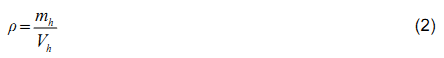 ρ = m_h / V_h (2)